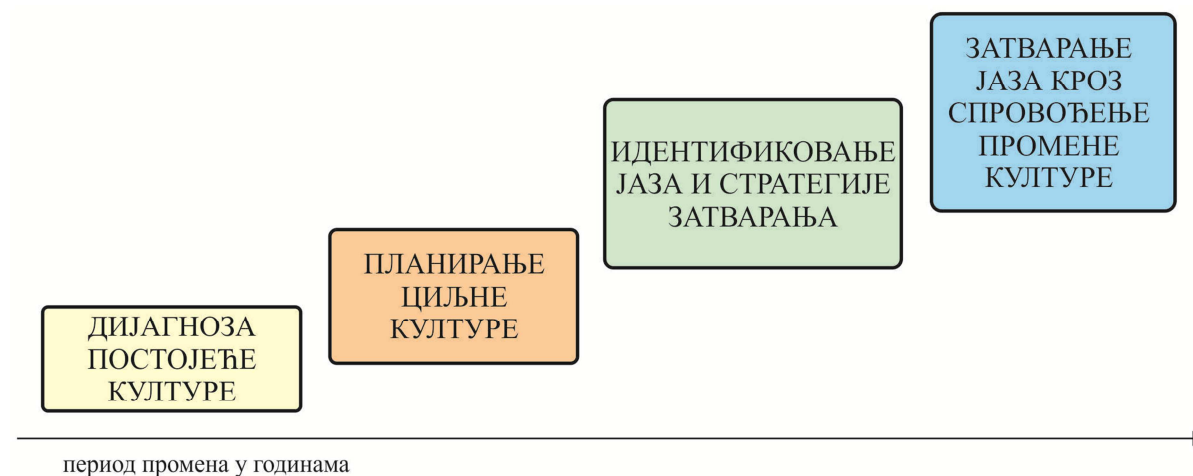 ДИЈАГНОЗА
ПОСТОЈЕЋЕ
КУЛТУРЕ
ПЛАНИРАЊЕ
ЦИЉНЕ
КУЛТУРЕ
ИДЕНТИФИКОВАЊЕ
ЈАЗА И СТРАТЕГИЈЕ
ЗАТВАРАЊА
ЗАТВАРАЊЕ
ЈАЗА КРОЗ
СПРОВОЂЕЊЕ
ПРОМЕНЕ
КУЛТУРЕ
период промена у годинама